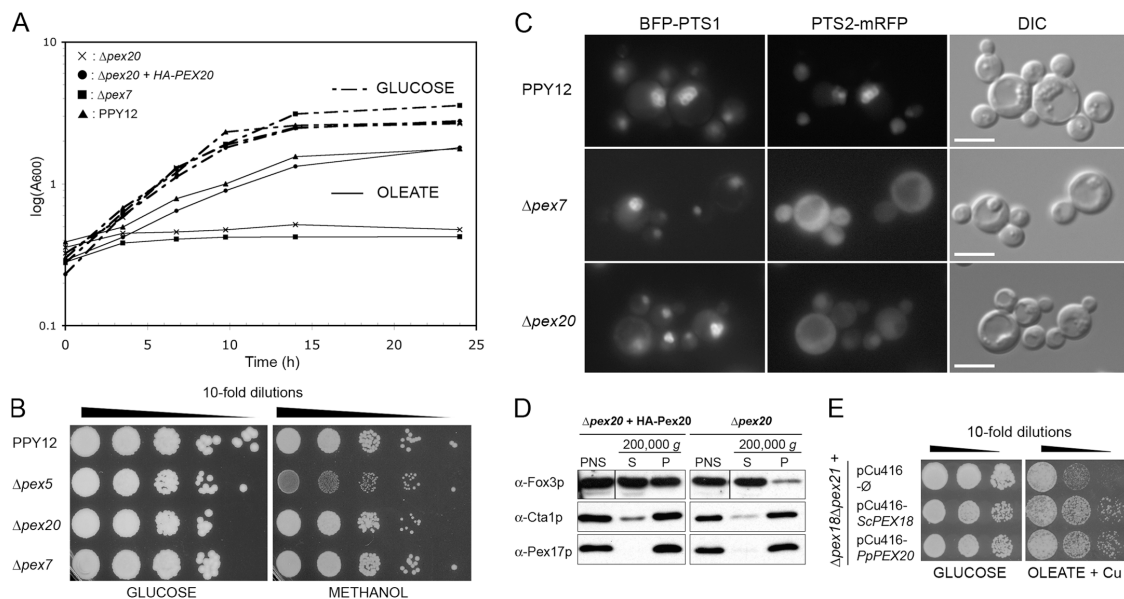 A
log(A600)
10
1
0.1
0
5
10
15
20
25
Time (h)
× : Δpex20
● : Δpex20 + HA-PEX20
■ : Δpex7
▲ : PPY12
GLUCOSE
OLEATE
B
10-fold dilutions
PPY12
Δpex5
Δpex20
Δpex7
GLUCOSE
METHANOL
C
BFP-PTS1
PTS2-mRFP
DIC
PPY12
Δpex7
Δpex20
D
Δpex20 + HA-Pex20
Δpex20
200,000 g
200,000 g
PNS S P PNS S P
α-Fox3p
α-Cta1p
α-Pex17p
E
10-fold dilutions
Δpex18Δpex21 +
pCu416
-Ø
pCu416-
ScPEX18
pCu416-
PpPEX20
GLUCOSE
OLEATE + Cu